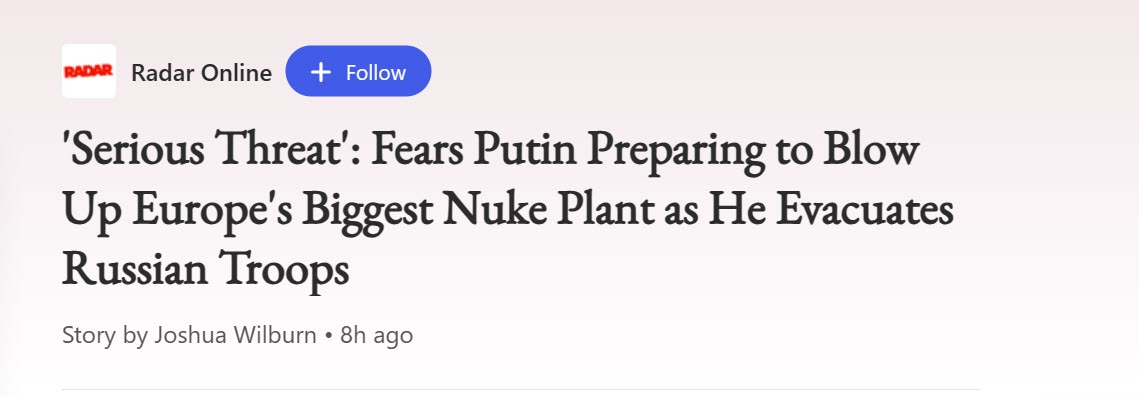 RADAR
Radar Online
+ Follow
'Serious Threat': Fears Putin Preparing to Blow
Up Europe's Biggest Nuke Plant as He Evacuates
Russian Troops
Story by Joshua Wilburn • 8h ago